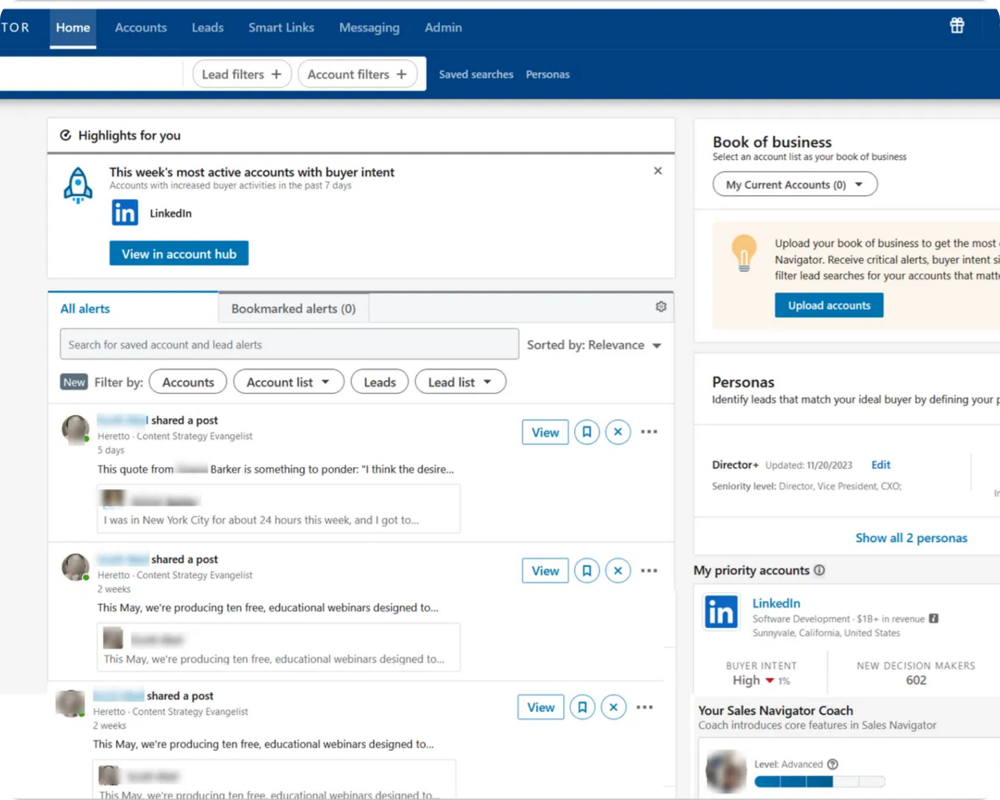 TOR Home Accounts Leads Smart Links Messaging Admin
Lead filters + Account filters + Saved searches Personas
Highlights for you
This week's most active accounts with buyer intent
Accounts with increased buyer activities in the past 7 days
in LinkedIn
View in account hub
All alerts Bookmarked alerts (0)
Search for saved account and lead alerts Sorted by: Relevance
New Filter by: Accounts Account list Leads Lead list
shared a post
Heretto · Content Strategy Evangelist
5 days
View
This quote from Barker is something to ponder: "I think the desire...
I was in New York City for about 24 hours this week, and I got to...
shared a post
Heretto · Content Strategy Evangelist
2 weeks
View
This May, we're producing ten free, educational webinars designed to...
This May, we're producing ten free, educational webinars designed to...
shared a post
Heretto · Content Strategy Evangelist
2 weeks
View
This May, we're producing ten free, educational webinars designed to...
This May, we're producing ten free, educational webinars designed to...
Book of business
Select an account list as your book of business
My Current Accounts (0)
Upload your book of business to get the most
Navigator. Receive critical alerts, buyer intent si
filter lead searches for your accounts that matte
Upload accounts
Personas
Identify leads that match your ideal buyer by defining your p
Director+ Updated: 11/20/2023 Edit
Seniority level: Director, Vice President, CXO;
In
Show all 2 personas
My priority accounts
in LinkedIn
Software Development · $1B+ in revenue
Sunnyvale, California, United States
BUYER INTENT
High 1%
NEW DECISION MAKERS
602
Your Sales Navigator Coach
Coach introduces core features in Sales Navigator
Level: Advanced